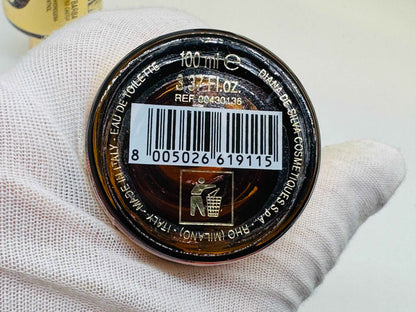 100 ml ℮
3.37 Fl.oz.
REF. 00430136
8 005026 619115
DIANA DE SILVA COSMETIQUES S.p.A. - RHO (MILANO) - ITALY - MADE IN ITALY - EAU DE TOILETTE